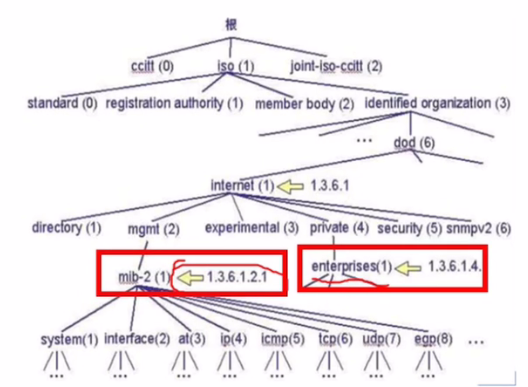 根
ccitt (0) iso (1) joint-iso-ccitt (2)
standard (0) registration authority (1) member body (2) identified organization (3)
... dod (6)
internet (1) 1.3.6.1
directory (1) mgmt (2) experimental (3) private (4) security (5) snmpv2 (6)
mib-2 (1) 1.3.6.1.2.1 enterprises(1) 1.3.6.1.4.
system(1) interface(2) at(3) ip(4) icmp(5) tcp(6) udp(7) egp(8) ...
... ... ... ... ... ... ... ...